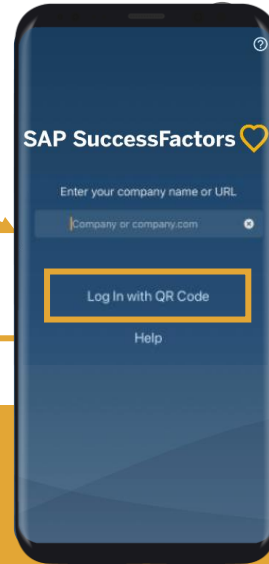 SAP SuccessFactors
Enter your company name or URL
Company or company.com
Log In with QR Code
Help